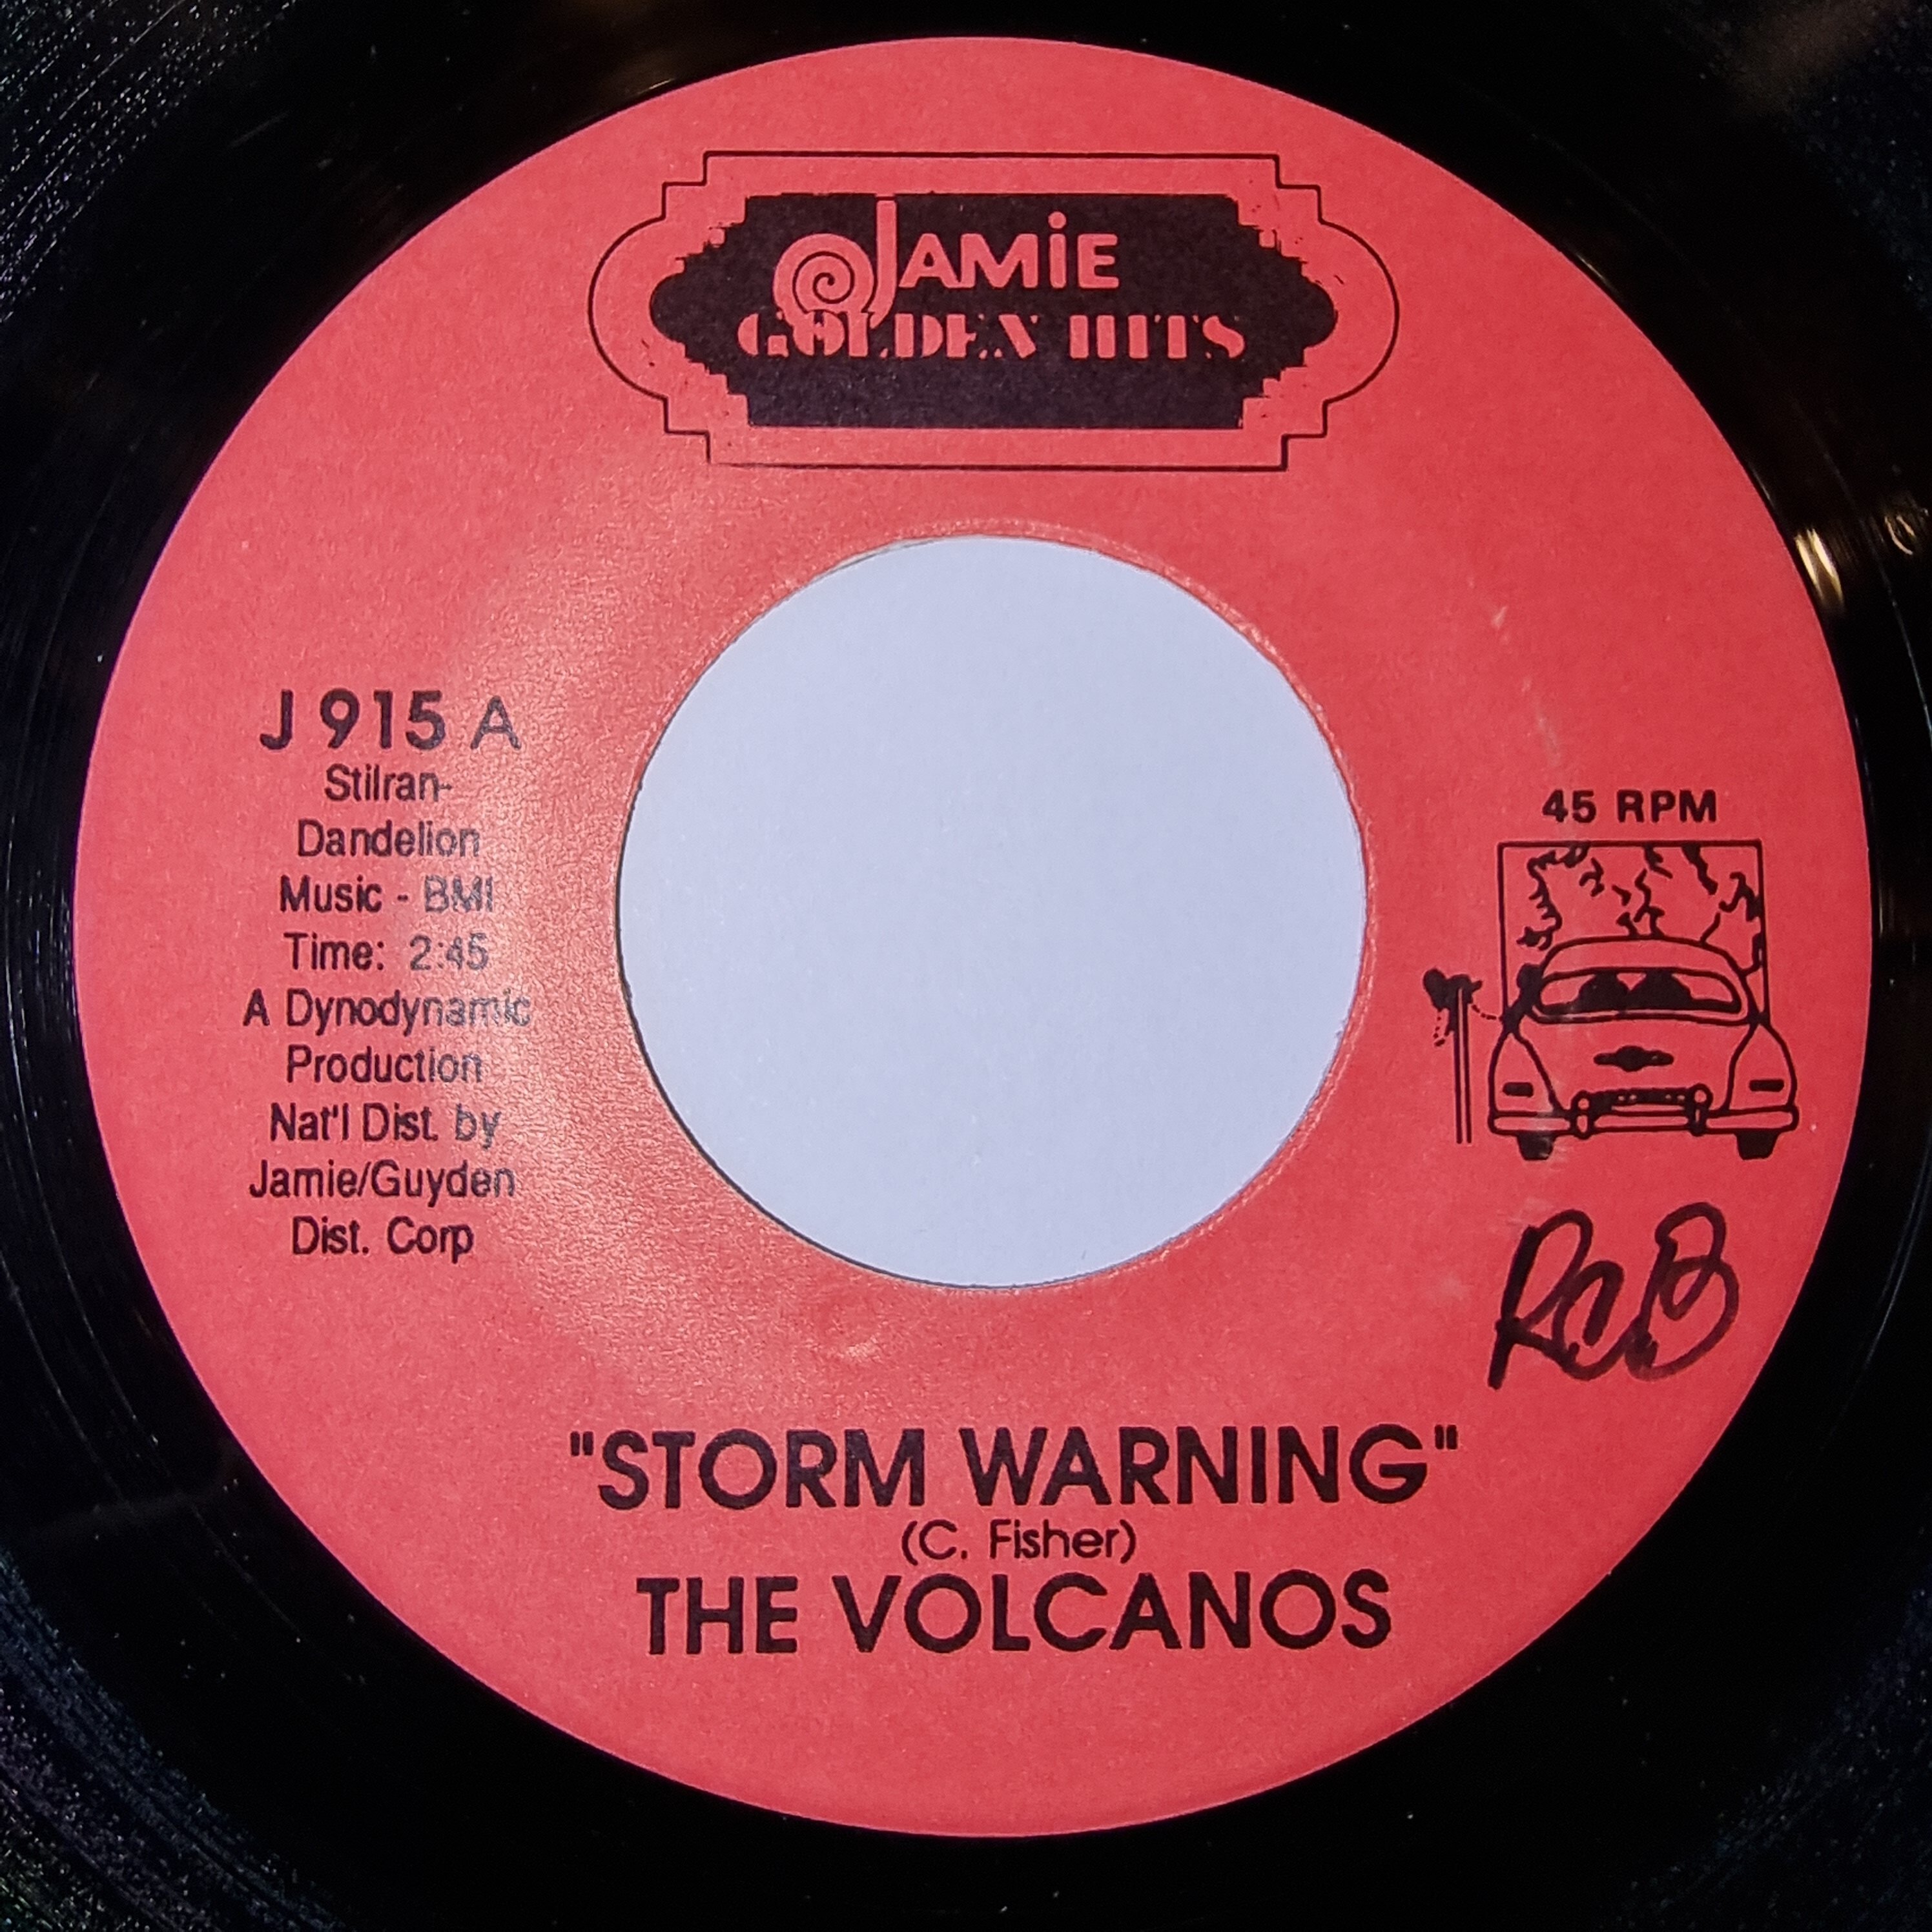 JAMiE
GOLDEN HITS
J 915 A
Stilran-
Dandelion
Music - BMI
Time: 2:45
A Dynodynamic
Production
Nat'l Dist. by
Jamie/Guyden
Dist. Corp
45 RPM
RCB
"STORM WARNING"
(C. Fisher)
THE VOLCANOS